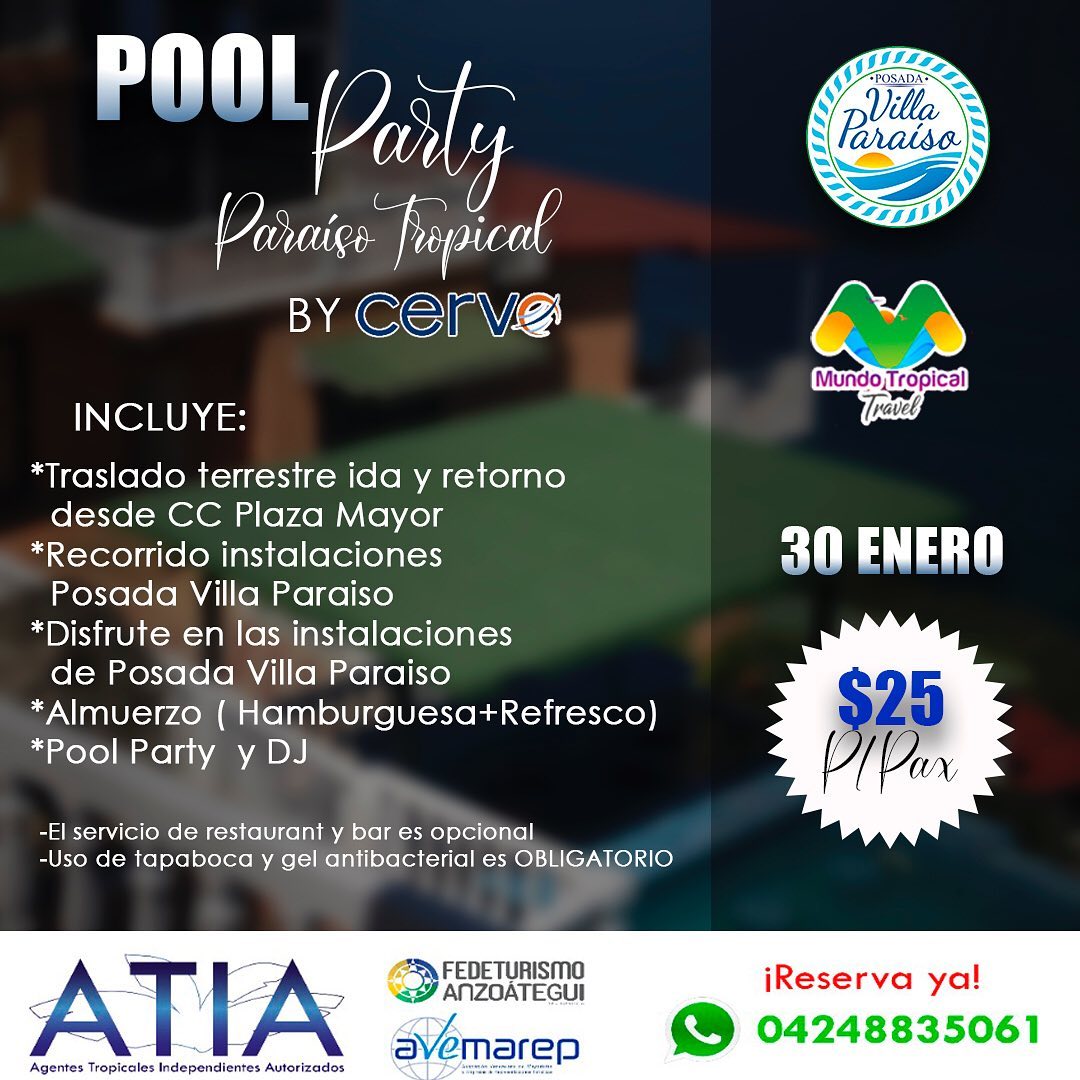 POOL
Party
Paraíso Tropical
BY cerve
INCLUYE:
*Traslado terrestre ida y retorno
desde CC Plaza Mayor
*Recorrido instalaciones
Posada Villa Paraiso
*Disfrute en las instalaciones
de Posada Villa Paraiso
*Almuerzo ( Hamburguesa+Refresco)
*Pool Party y DJ
-El servicio de restaurant y bar es opcional
-Uso de tapaboca y gel antibacterial es OBLIGATORIO
·POSADA·
Villa
Paraíso
Mundo Tropical
Travel
30 ENERO
$25
P/Pax
ATIA
Agentes Tropicales Independientes Autorizados
FEDETURISMO
ANZOÁTEGUI
avemarep
¡Reserva ya!
04248835061